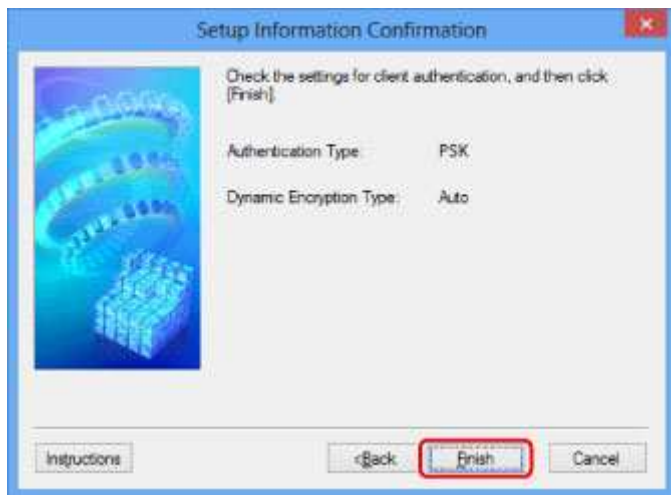 Setup Information Confirmation
Check the settings for client authentication, and then click
[Finish].
Authentication Type: PSK
Dynamic Encryption Type: Auto
Instructions <Back Finish Cancel